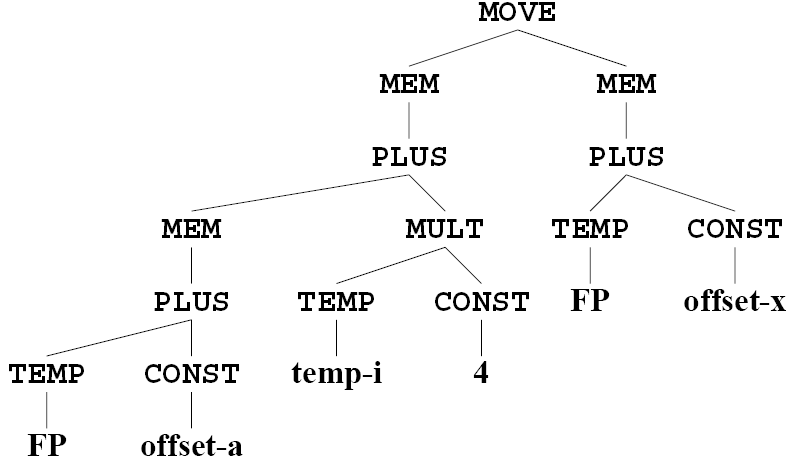 MOVE
MEM MEM
PLUS PLUS
MEM MULT TEMP CONST
PLUS TEMP CONST FP offset-x
TEMP CONST temp-i 4
FP offset-a